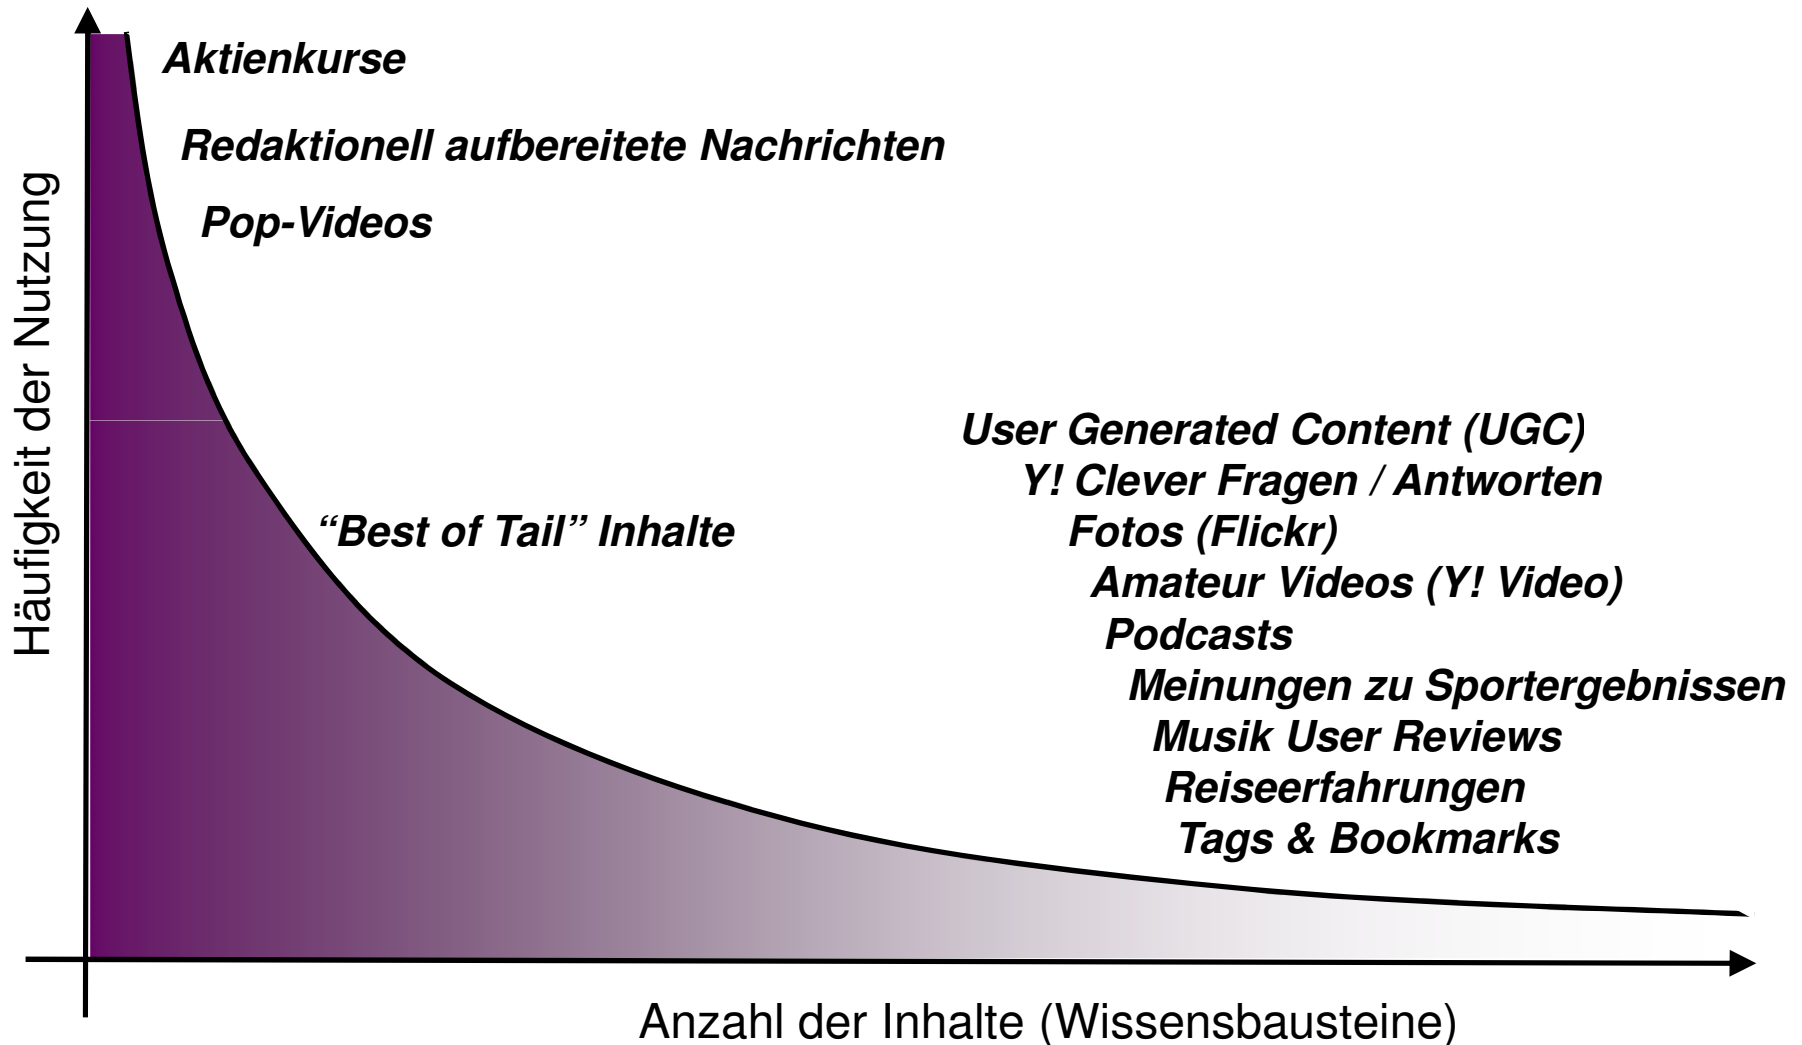 Aktienkurse
Redaktionell aufbereitete Nachrichten
Pop-Videos
Häufigkeit der Nutzung
User Generated Content (UGC)
Y! Clever Fragen / Antworten
“Best of Tail” Inhalte
Fotos (Flickr)
Amateur Videos (Y! Video)
Podcasts
Meinungen zu Sportergebnissen
Musik User Reviews
Reiseerfahrungen
Tags & Bookmarks
Anzahl der Inhalte (Wissensbausteine)